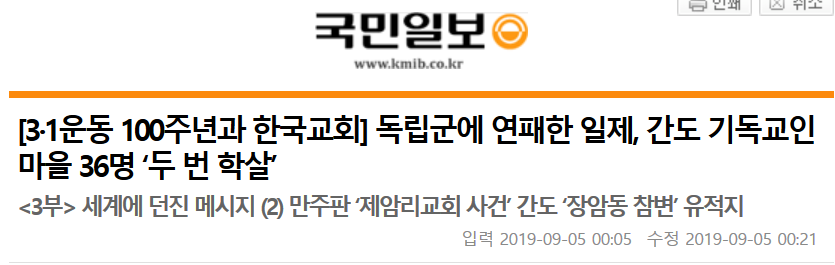 인쇄 취소
국민일보
www.kmib.co.kr
[3·1운동 100주년과 한국교회] 독립군에 연패한 일제, 간도 기독교인
마을 36명 ‘두 번 학살’
<3부> 세계에 던진 메시지 (2) 만주판 ‘제암리교회 사건’ 간도 ‘장암동 참변’ 유적지
입력 2019-09-05 00:05 수정 2019-09-05 00:21